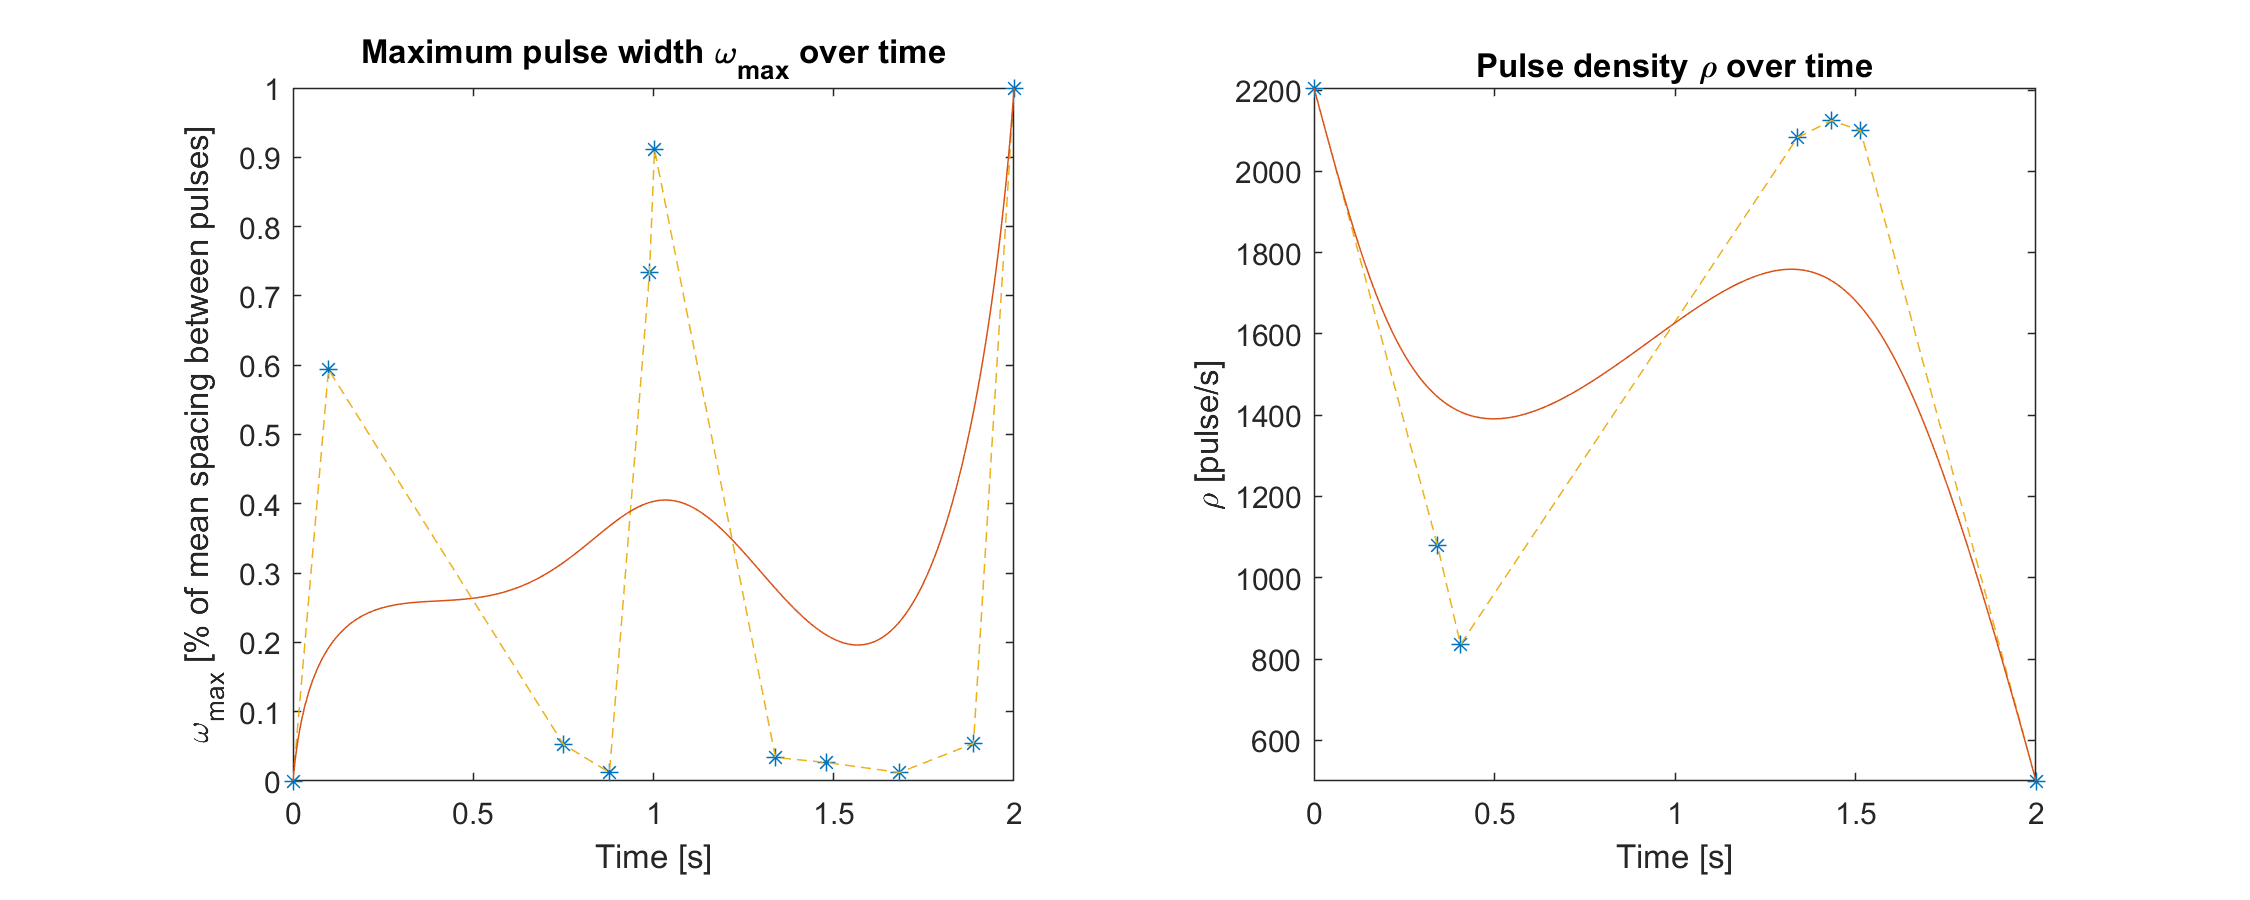 Maximum pulse width ω_max over time
ω_max [% of mean spacing between pulses]
1
0.9
0.8
0.7
0.6
0.5
0.4
0.3
0.2
0.1
0
0 0.5 1 1.5 2
Time [s]
Pulse density ρ over time
ρ [pulse/s]
2200
2000
1800
1600
1400
1200
1000
800
600
0 0.5 1 1.5 2
Time [s]